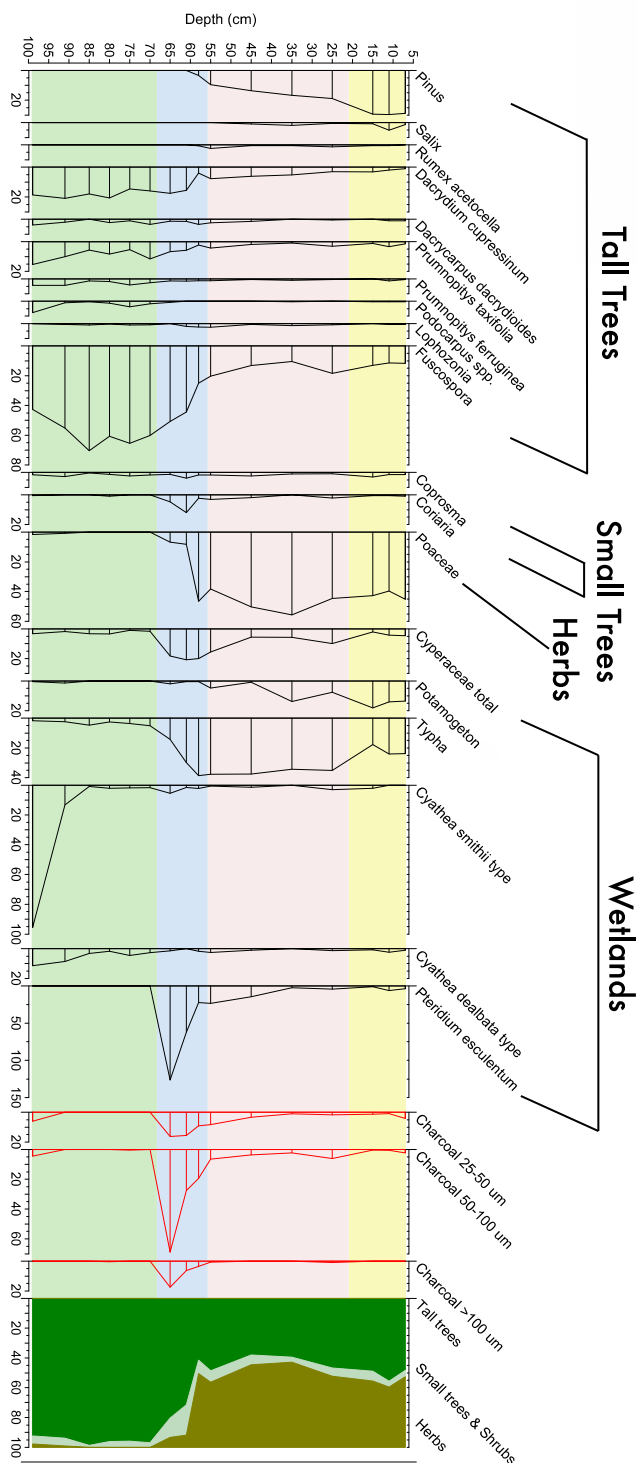 Depth (cm)
100 95 90 85 80 75 70 65 60 55 50 45 40 35 30 25 20 15 10 5
Pinus
20
Salix
Rumex acetocella
Dacrydium cupressinum
20
Dacrycarpus dacrydioides
Prumnopitys taxifolia
20
Prumnopitys ferruginea
Podocarpus spp.
Lophozonia
Fuscospora
20 40 60 80
Coprosma
Coriaria
20
Poaceae
20 40 60
Cyperaceae total
20
Potamogeton
20
Typha
20 40
Cyathea smithii type
20 40 60 80 100
Cyathea dealbata type
20
Pteridium esculentum
50 100 150
Charcoal 25-50 um
20
Charcoal 50-100 um
20 40 60
Charcoal >100 um
20
Tall trees
Small trees & Shrubs
Herbs
20 40 60 80 100
Tall Trees
Small Trees
Herbs
Wetlands